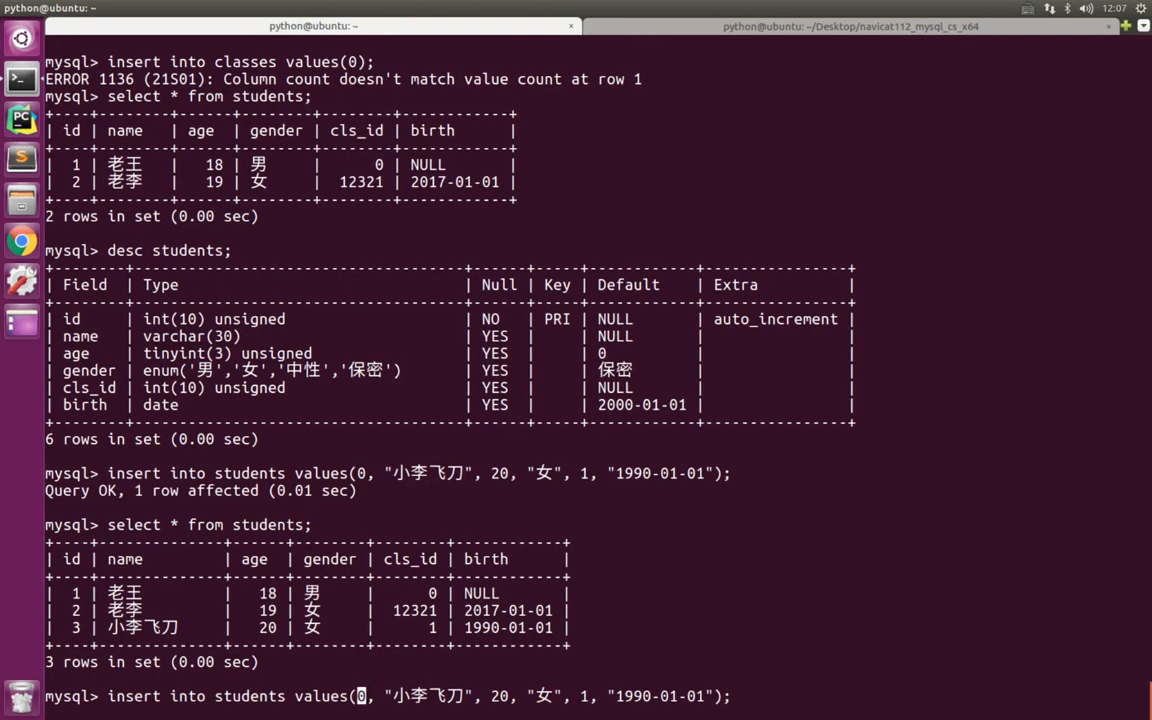 python@ubuntu: ~
12:07
python@ubuntu: ~ ×
python@ubuntu: ~/Desktop/navicat112_mysql_cs_x64 ×
mysql> insert into classes values(0);
ERROR 1136 (21S01): Column count doesn't match value count at row 1
mysql> select * from students;
+----+--------+------+--------+--------+------------+
| id | name | age | gender | cls_id | birth |
+----+--------+------+--------+--------+------------+
| 1 | 老王 | 18 | 男 | 0 | NULL |
| 2 | 老李 | 19 | 女 | 12321 | 2017-01-01 |
+----+--------+------+--------+--------+------------+
2 rows in set (0.00 sec)
mysql> desc students;
+--------+-------------------------------------+------+-----+------------+----------------+
| Field | Type | Null | Key | Default | Extra |
+--------+-------------------------------------+------+-----+------------+----------------+
| id | int(10) unsigned | NO | PRI | NULL | auto_increment |
| name | varchar(30) | YES | | NULL | |
| age | tinyint(3) unsigned | YES | | 0 | |
| gender | enum('男','女','中性','保密') | YES | | 保密 | |
| cls_id | int(10) unsigned | YES | | NULL | |
| birth | date | YES | | 2000-01-01 | |
+--------+-------------------------------------+------+-----+------------+----------------+
6 rows in set (0.00 sec)
mysql> insert into students values(0, "小李飞刀", 20, "女", 1, "1990-01-01");
Query OK, 1 row affected (0.01 sec)
mysql> select * from students;
+----+--------------+------+--------+--------+------------+
| id | name | age | gender | cls_id | birth |
+----+--------------+------+--------+--------+------------+
| 1 | 老王 | 18 | 男 | 0 | NULL |
| 2 | 老李 | 19 | 女 | 12321 | 2017-01-01 |
| 3 | 小李飞刀 | 20 | 女 | 1 | 1990-01-01 |
+----+--------------+------+--------+--------+------------+
3 rows in set (0.00 sec)
mysql> insert into students values(0, "小李飞刀", 20, "女", 1, "1990-01-01");
PC
S